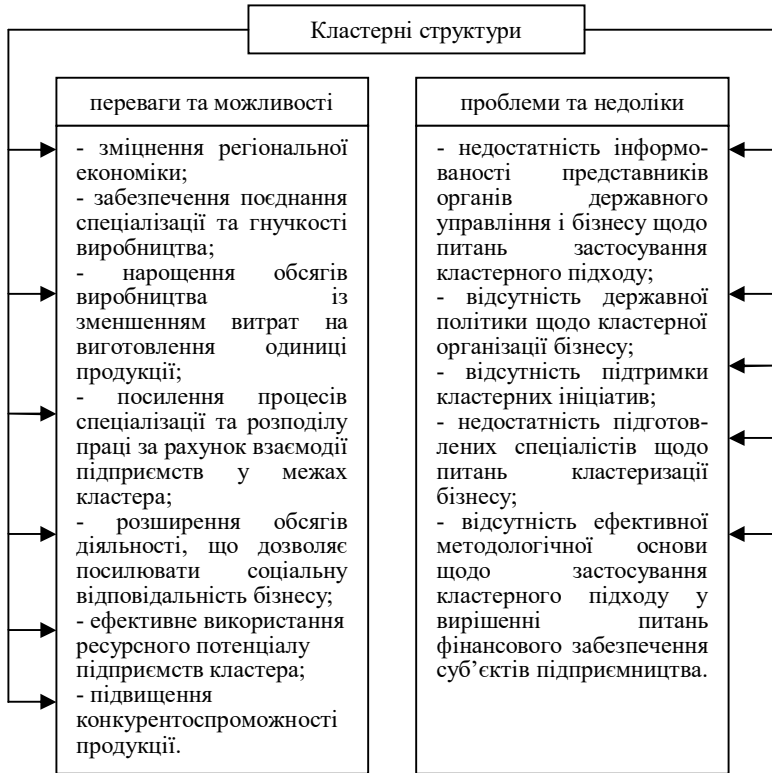 Кластерні структури
переваги та можливості
- зміцнення регіональної
економіки;
- забезпечення поєднання
спеціалізації та гнучкості
виробництва;
- нарощення обсягів
виробництва із
зменшенням витрат на
виготовлення одиниці
продукції;
- посилення процесів
спеціалізації та розподілу
праці за рахунок взаємодії
підприємств у межах
кластера;
- розширення обсягів
діяльності, що дозволяє
посилювати соціальну
відповідальність бізнесу;
- ефективне використання
ресурсного потенціалу
підприємств кластера;
- підвищення
конкурентоспроможності
продукції.
проблеми та недоліки
- недостатність інформо-
ваності представників
органів державного
управління і бізнесу щодо
питань застосування
кластерного підходу;
- відсутність державної
політики щодо кластерної
організації бізнесу;
- відсутність підтримки
кластерних ініціатив;
- недостатність підготов-
лених спеціалістів щодо
питань кластеризації
бізнесу;
- відсутність ефективної
методологічної основи
щодо застосування
кластерного підходу у
вирішенні питань
фінансового забезпечення
суб’єктів підприємництва.